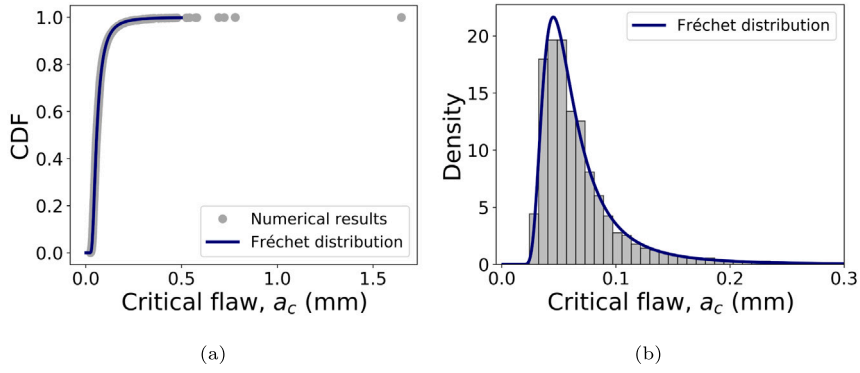 1.0
0.8
0.6
0.4
0.2
0.0
CDF
Numerical results
Fréchet distribution
0.0 0.5 1.0 1.5
Critical flaw, a_c (mm)
(a)
20
15
10
5
0
Density
Fréchet distribution
0.0 0.1 0.2 0.3
Critical flaw, a_c (mm)
(b)